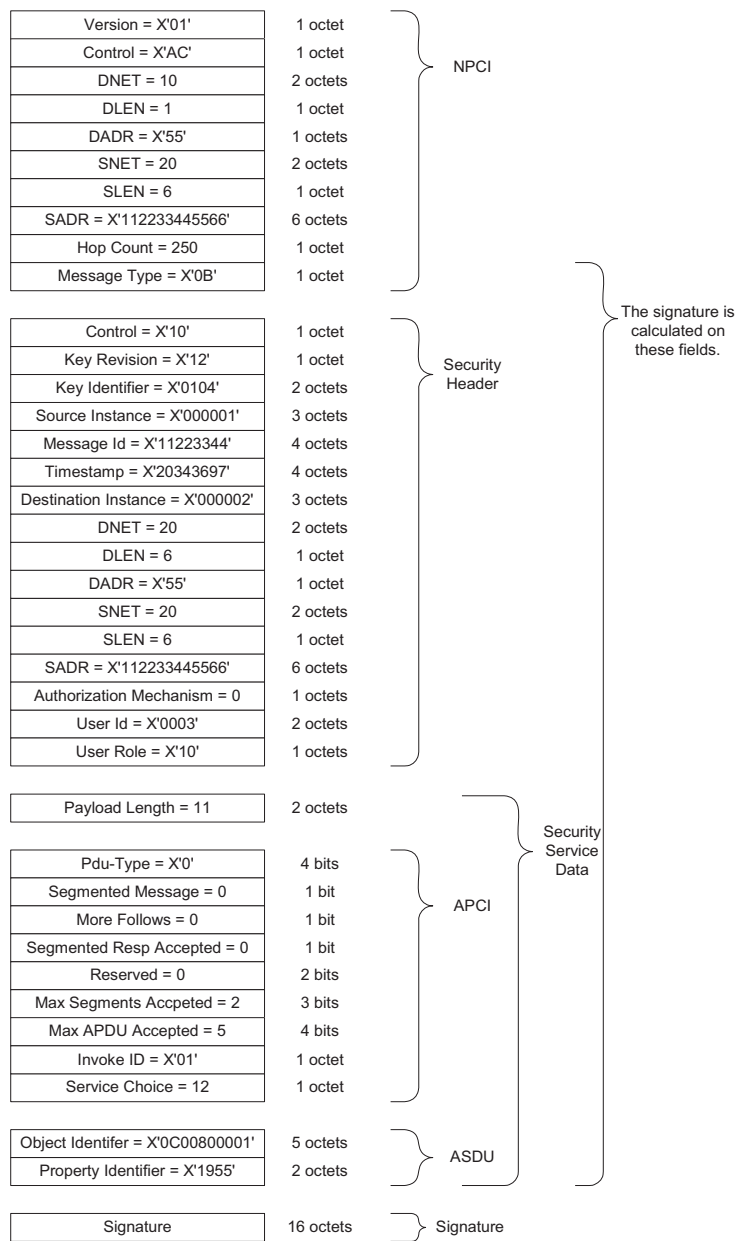 Version = X'01' 1 octet
Control = X'AC' 1 octet
DNET = 10 2 octets
NPCI
DLEN = 1 1 octet
DADR = X'55' 1 octets
SNET = 20 2 octets
SLEN = 6 1 octet
SADR = X'112233445566' 6 octets
Hop Count = 250 1 octet
Message Type = X'0B' 1 octet
The signature is
calculated on
these fields.
Control = X'10' 1 octet
Key Revision = X'12' 1 octet
Security
Header
Key Identifier = X'0104' 2 octets
Source Instance = X'000001' 3 octets
Message Id = X'11223344' 4 octets
Timestamp = X'20343697' 4 octets
Destination Instance = X'000002' 3 octets
DNET = 20 2 octets
DLEN = 6 1 octet
DADR = X'55' 1 octet
SNET = 20 2 octets
SLEN = 6 1 octet
SADR = X'112233445566' 6 octets
Authorization Mechanism = 0 1 octets
User Id = X'0003' 2 octets
User Role = X'10' 1 octets
Payload Length = 11 2 octets
Security
Service
Data
Pdu-Type = X'0' 4 bits
Segmented Message = 0 1 bit
More Follows = 0 1 bit
APCI
Segmented Resp Accepted = 0 1 bit
Reserved = 0 2 bits
Max Segments Accpeted = 2 3 bits
Max APDU Accepted = 5 4 bits
Invoke ID = X'01' 1 octet
Service Choice = 12 1 octet
Object Identifer = X'0C00800001' 5 octets
ASDU
Property Identifier = X'1955' 2 octets
Signature 16 octets Signature